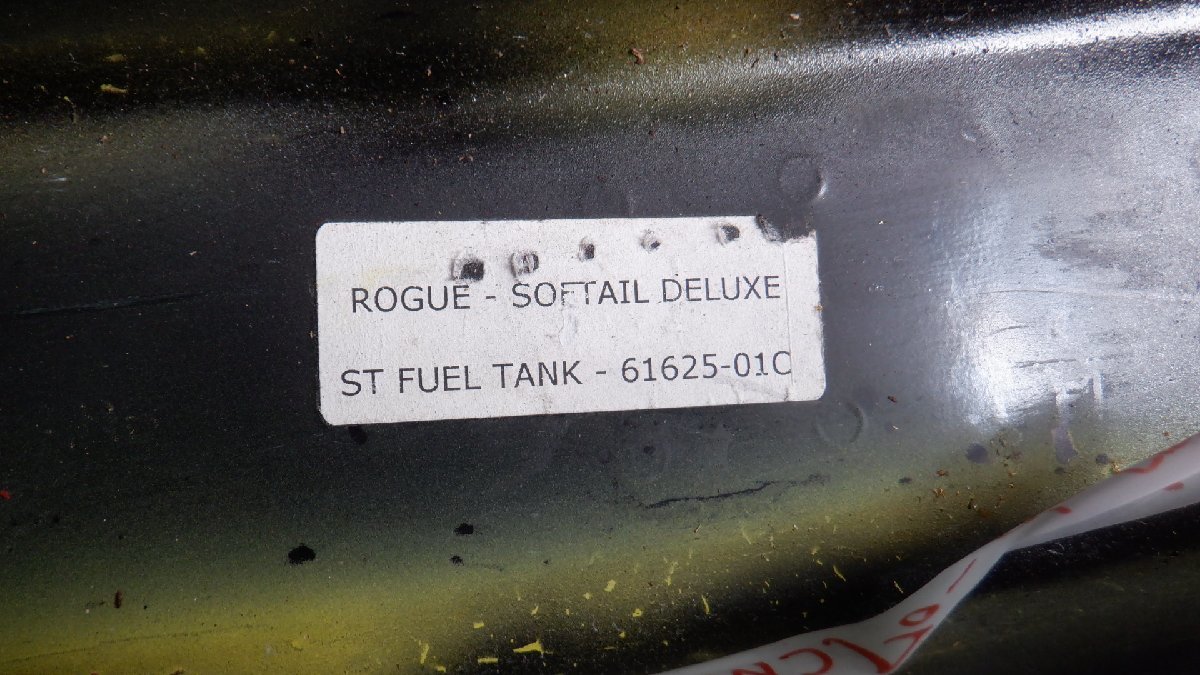 ROGUE - SOFTAIL DELUXE
ST FUEL TANK - 61625-01C